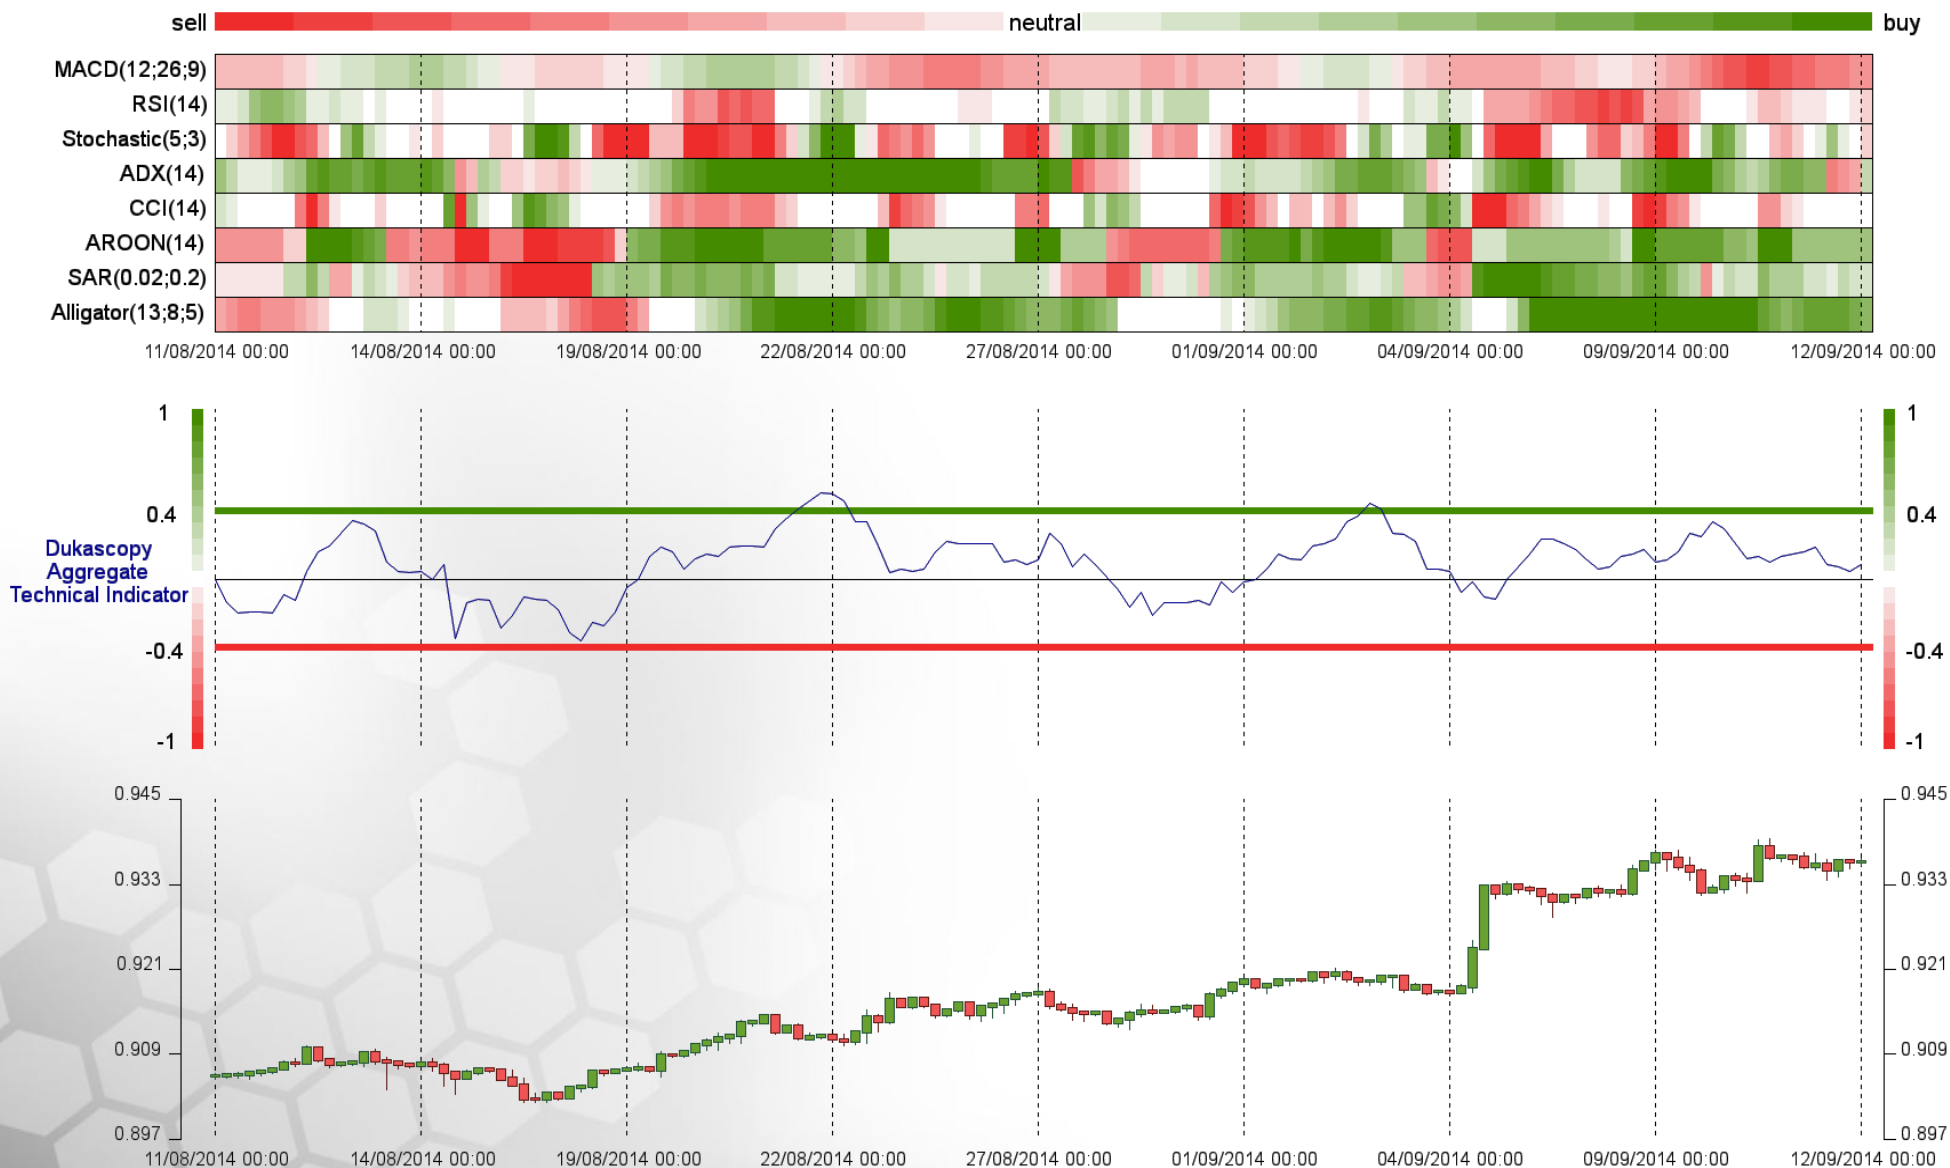 sell neutral buy
MACD(12;26;9)
RSI(14)
Stochastic(5;3)
ADX(14)
CCI(14)
AROON(14)
SAR(0.02;0.2)
Alligator(13;8;5)
11/08/2014 00:00 14/08/2014 00:00 19/08/2014 00:00 22/08/2014 00:00 27/08/2014 00:00 01/09/2014 00:00 04/09/2014 00:00 09/09/2014 00:00 12/09/2014 00:00
1 1
0.4 0.4
Dukascopy
Aggregate
Technical Indicator
-0.4 -0.4
-1 -1
0.945 0.945
0.933 0.933
0.921 0.921
0.909 0.909
0.897 0.897
11/08/2014 00:00 14/08/2014 00:00 19/08/2014 00:00 22/08/2014 00:00 27/08/2014 00:00 01/09/2014 00:00 04/09/2014 00:00 09/09/2014 00:00 12/09/2014 00:00